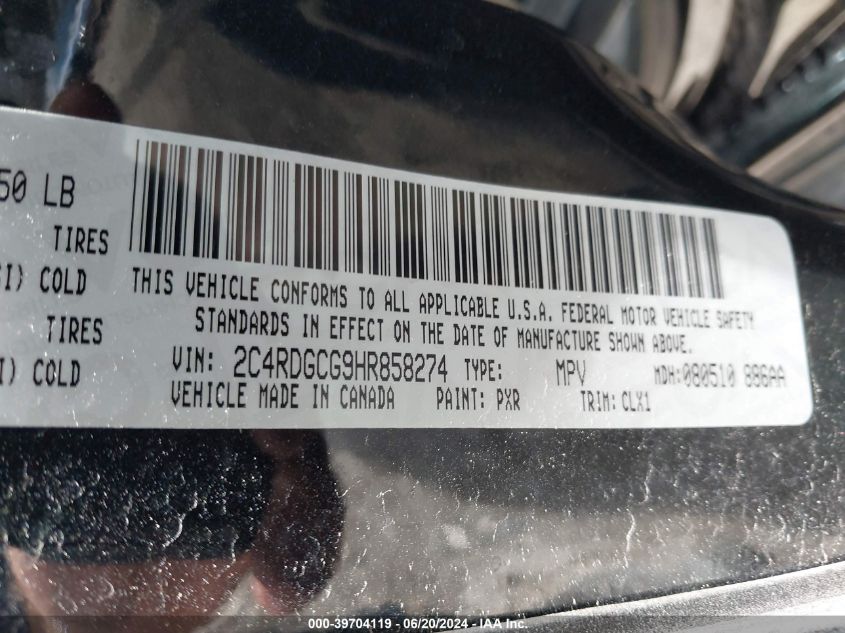 50 LB
TIRES
SI) COLD
TIRES
I) COLD
THIS VEHICLE CONFORMS TO ALL APPLICABLE U.S.A. FEDERAL MOTOR VEHICLE SAFETY
STANDARDS IN EFFECT ON THE DATE OF MANUFACTURE SHOWN ABOVE.
VIN: 2C4RDGCG9HR858274 TYPE: MPV MDH: 080510 886AA
VEHICLE MADE IN CANADA PAINT: PXR TRIM: CLX1
000-39704119 - 06/20/2024 - IAA Inc.